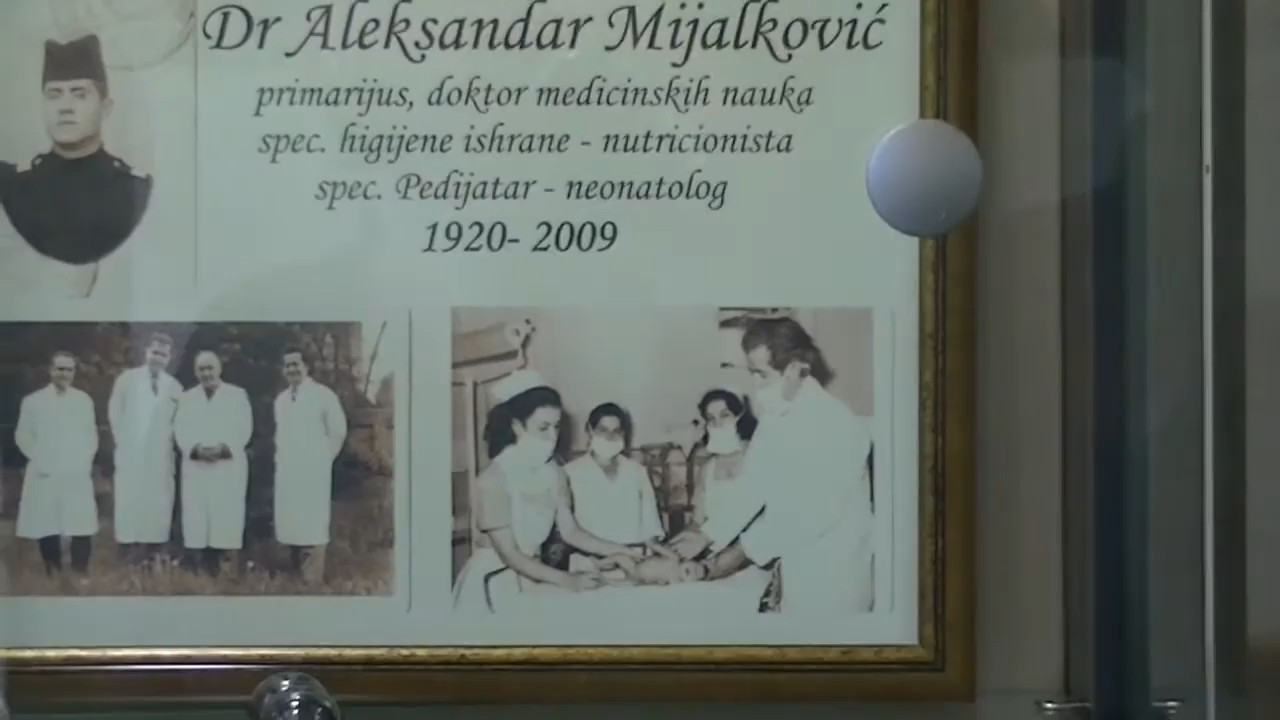 Dr Aleksandar Mijalković
primarijus, doktor medicinskih nauka
spec. higijene ishrane - nutricionista
spec. Pedijatar - neonatolog
1920- 2009